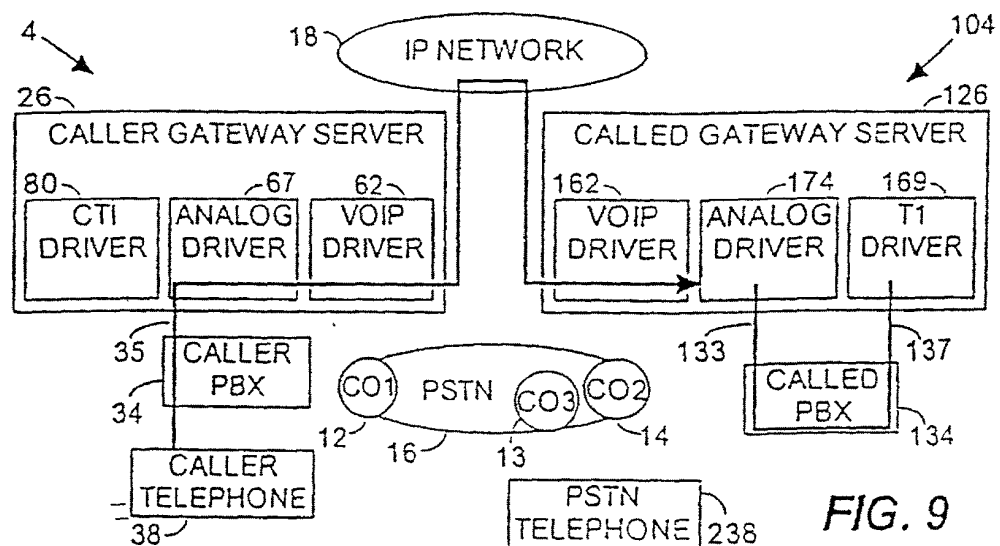 4
18
IP NETWORK
104
26
126
CALLER GATEWAY SERVER
CALLED GATEWAY SERVER
80
67
62
162
174
169
CTI
DRIVER
ANALOG
DRIVER
VOIP
DRIVER
VOIP
DRIVER
ANALOG
DRIVER
T1
DRIVER
35
133
137
CALLER
PBX
34
CO1
PSTN
CO3
CO2
CALLED
PBX
12
16
13
14
134
CALLER
TELEPHONE
38
PSTN
TELEPHONE
238
FIG. 9